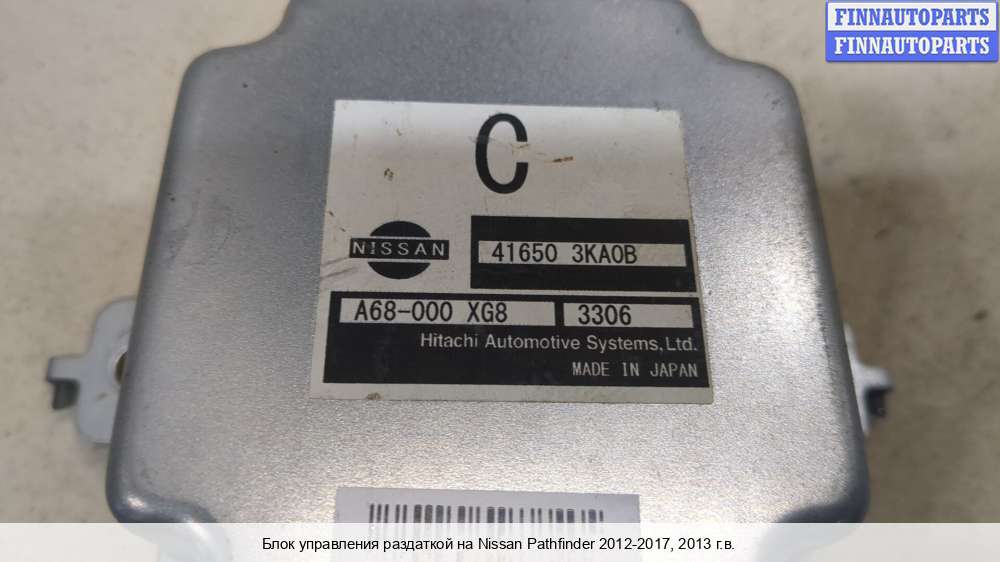 FINNAUTOPARTS
FINNAUTOPARTS
C
NISSAN
41650 3KA0B
A68-000 XG8 3306
Hitachi Automotive Systems, Ltd.
MADE IN JAPAN
Блок управления раздаткой на Nissan Pathfinder 2012-2017, 2013 г.в.